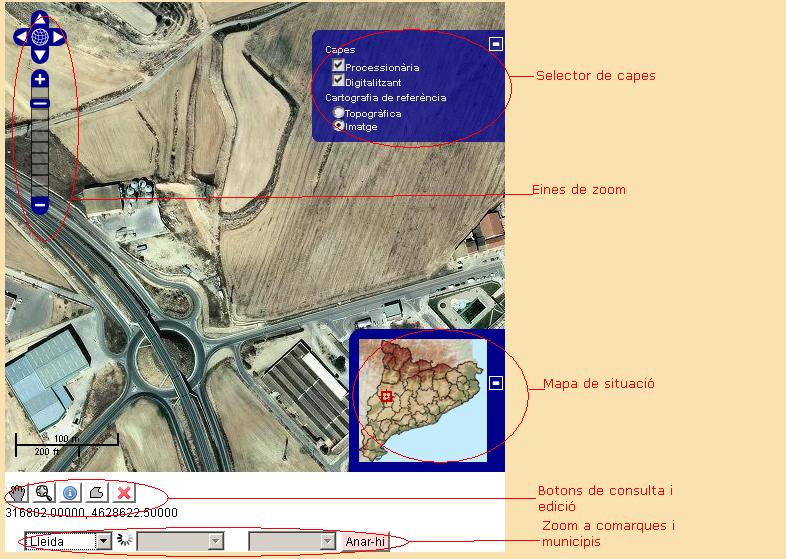 Capes
Processionària
Digitalitzant
Cartografia de referència
Topogràfica
Imatge
Selector de capes
Eines de zoom
Mapa de situació
100 m
200 ft
Botons de consulta i
edició
316802.00000, 4628622.50000
Zoom a comarques i
municipis
Lleida
Anar-hi